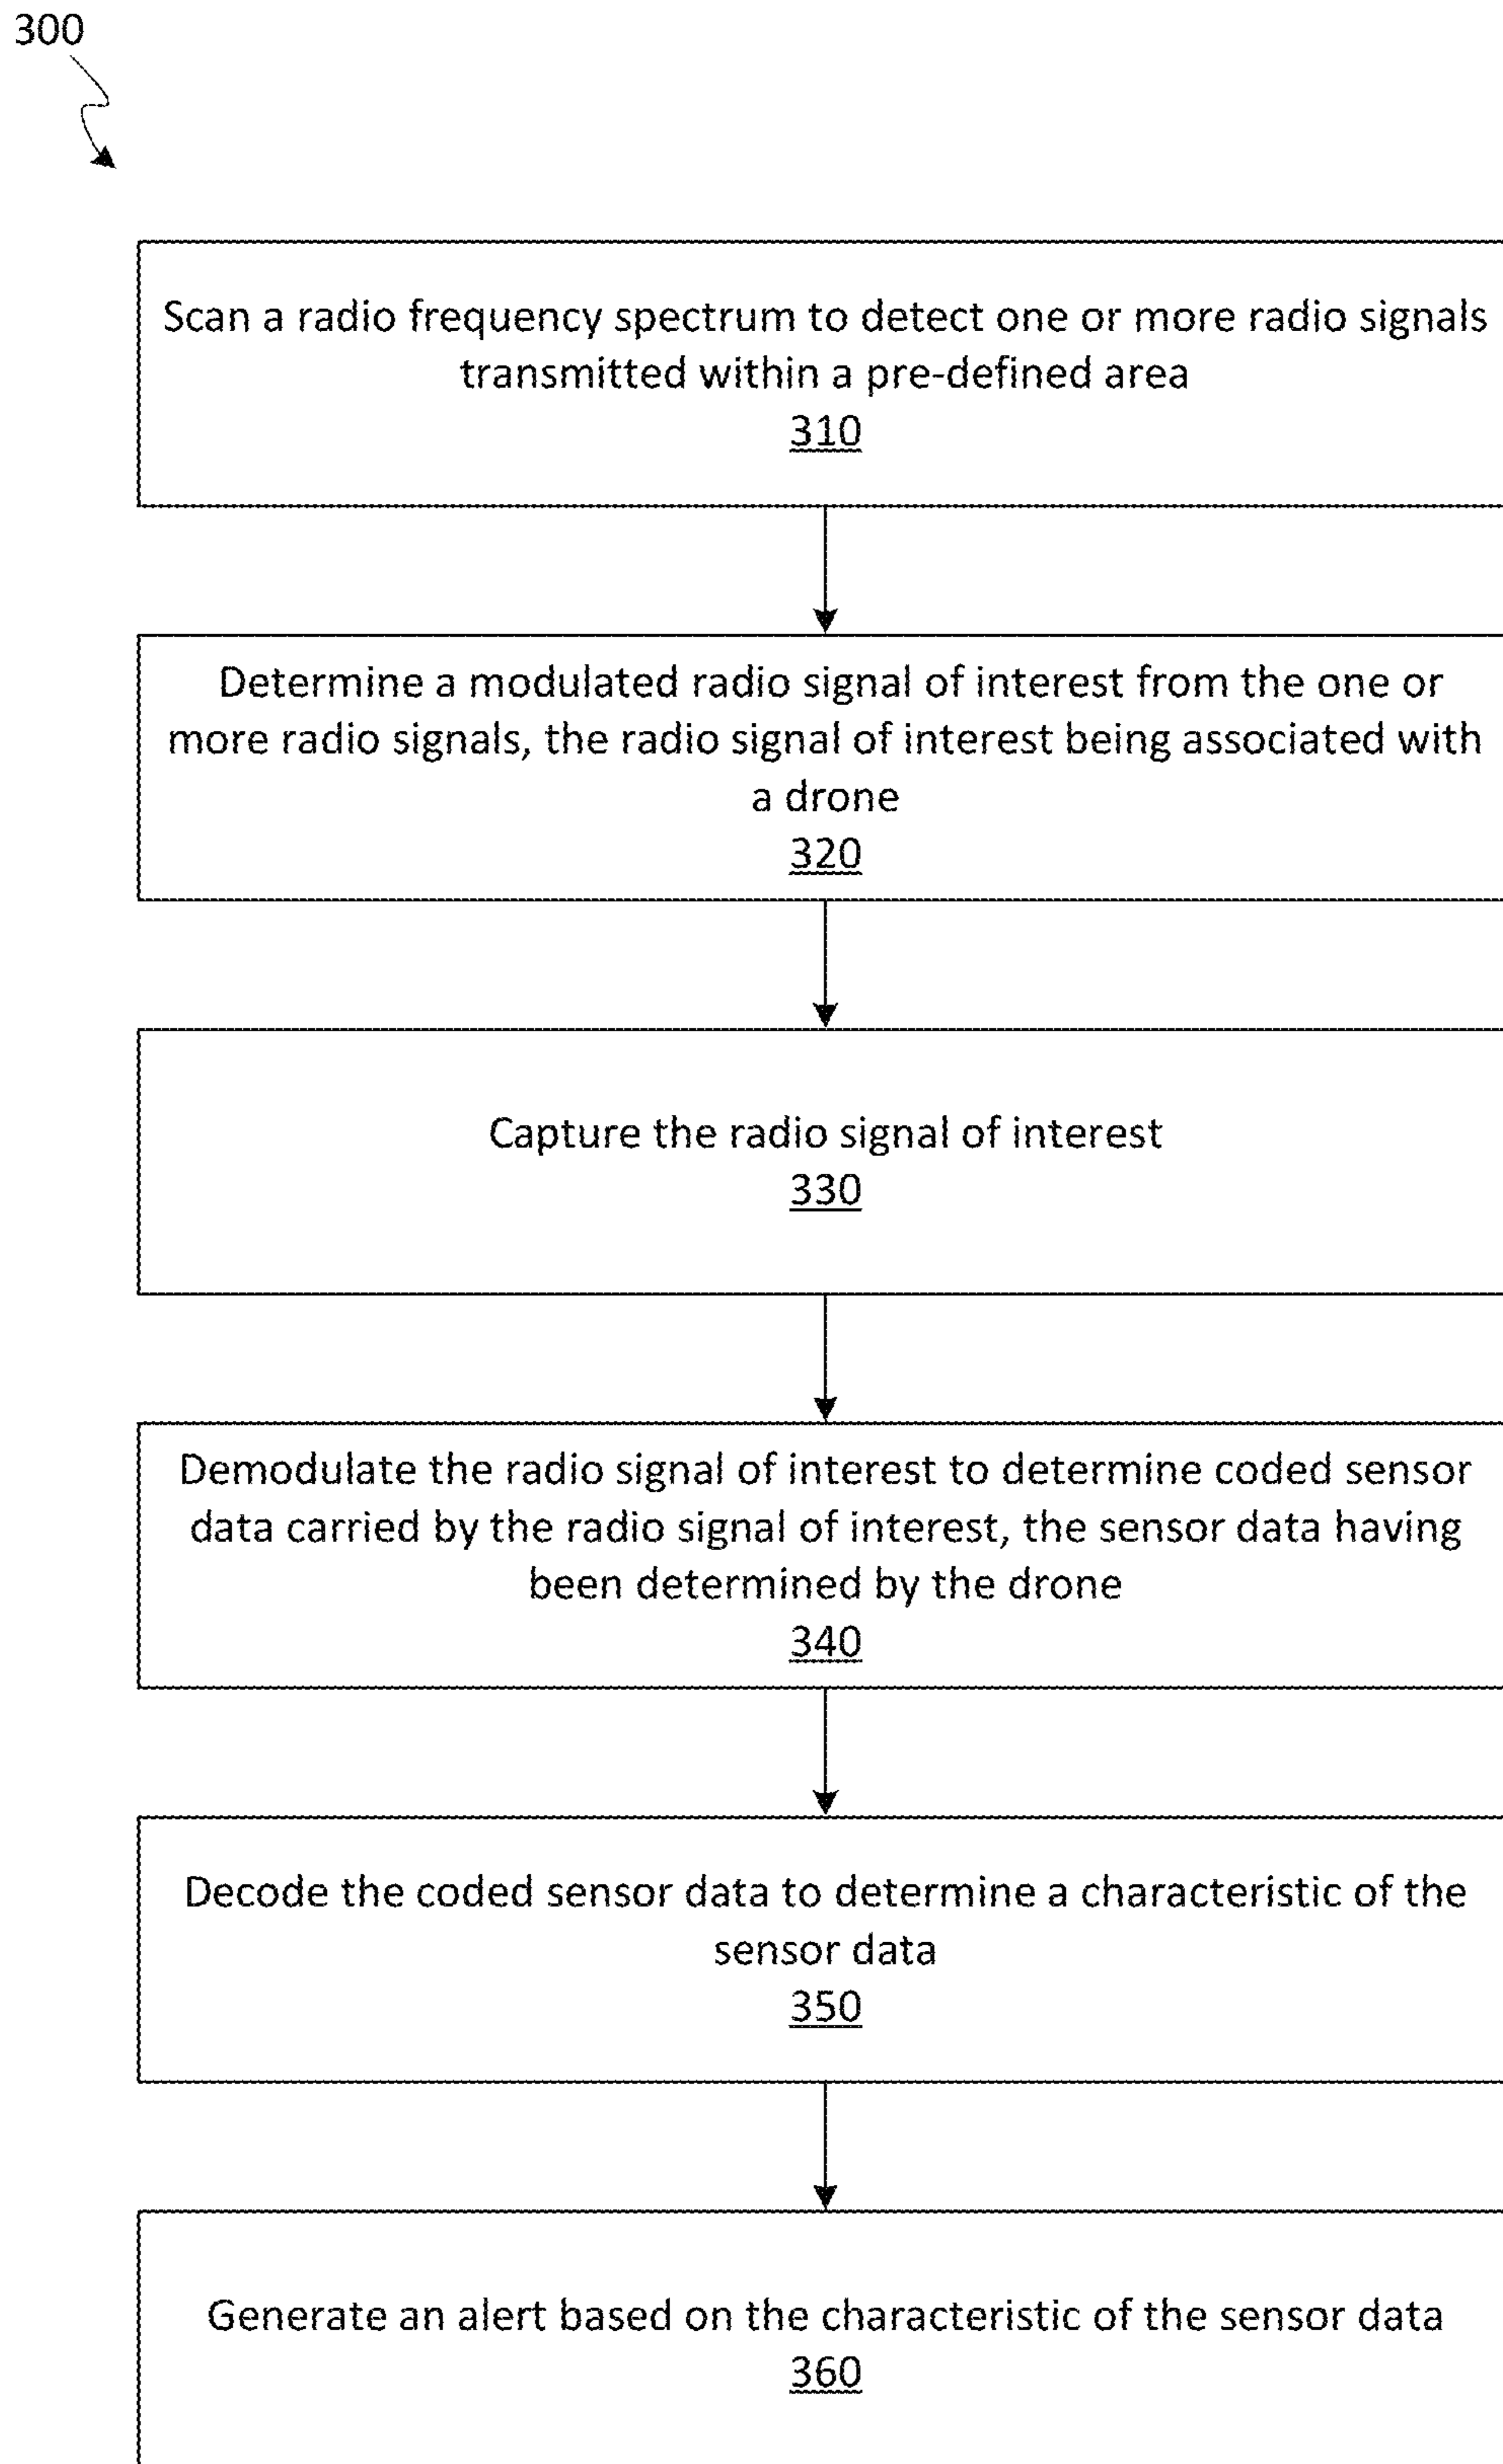 300
Scan a radio frequency spectrum to detect one or more radio signals
transmitted within a pre-defined area
310
Determine a modulated radio signal of interest from the one or
more radio signals, the radio signal of interest being associated with
a drone
320
Capture the radio signal of interest
330
Demodulate the radio signal of interest to determine coded sensor
data carried by the radio signal of interest, the sensor data having
been determined by the drone
340
Decode the coded sensor data to determine a characteristic of the
sensor data
350
Generate an alert based on the characteristic of the sensor data
360